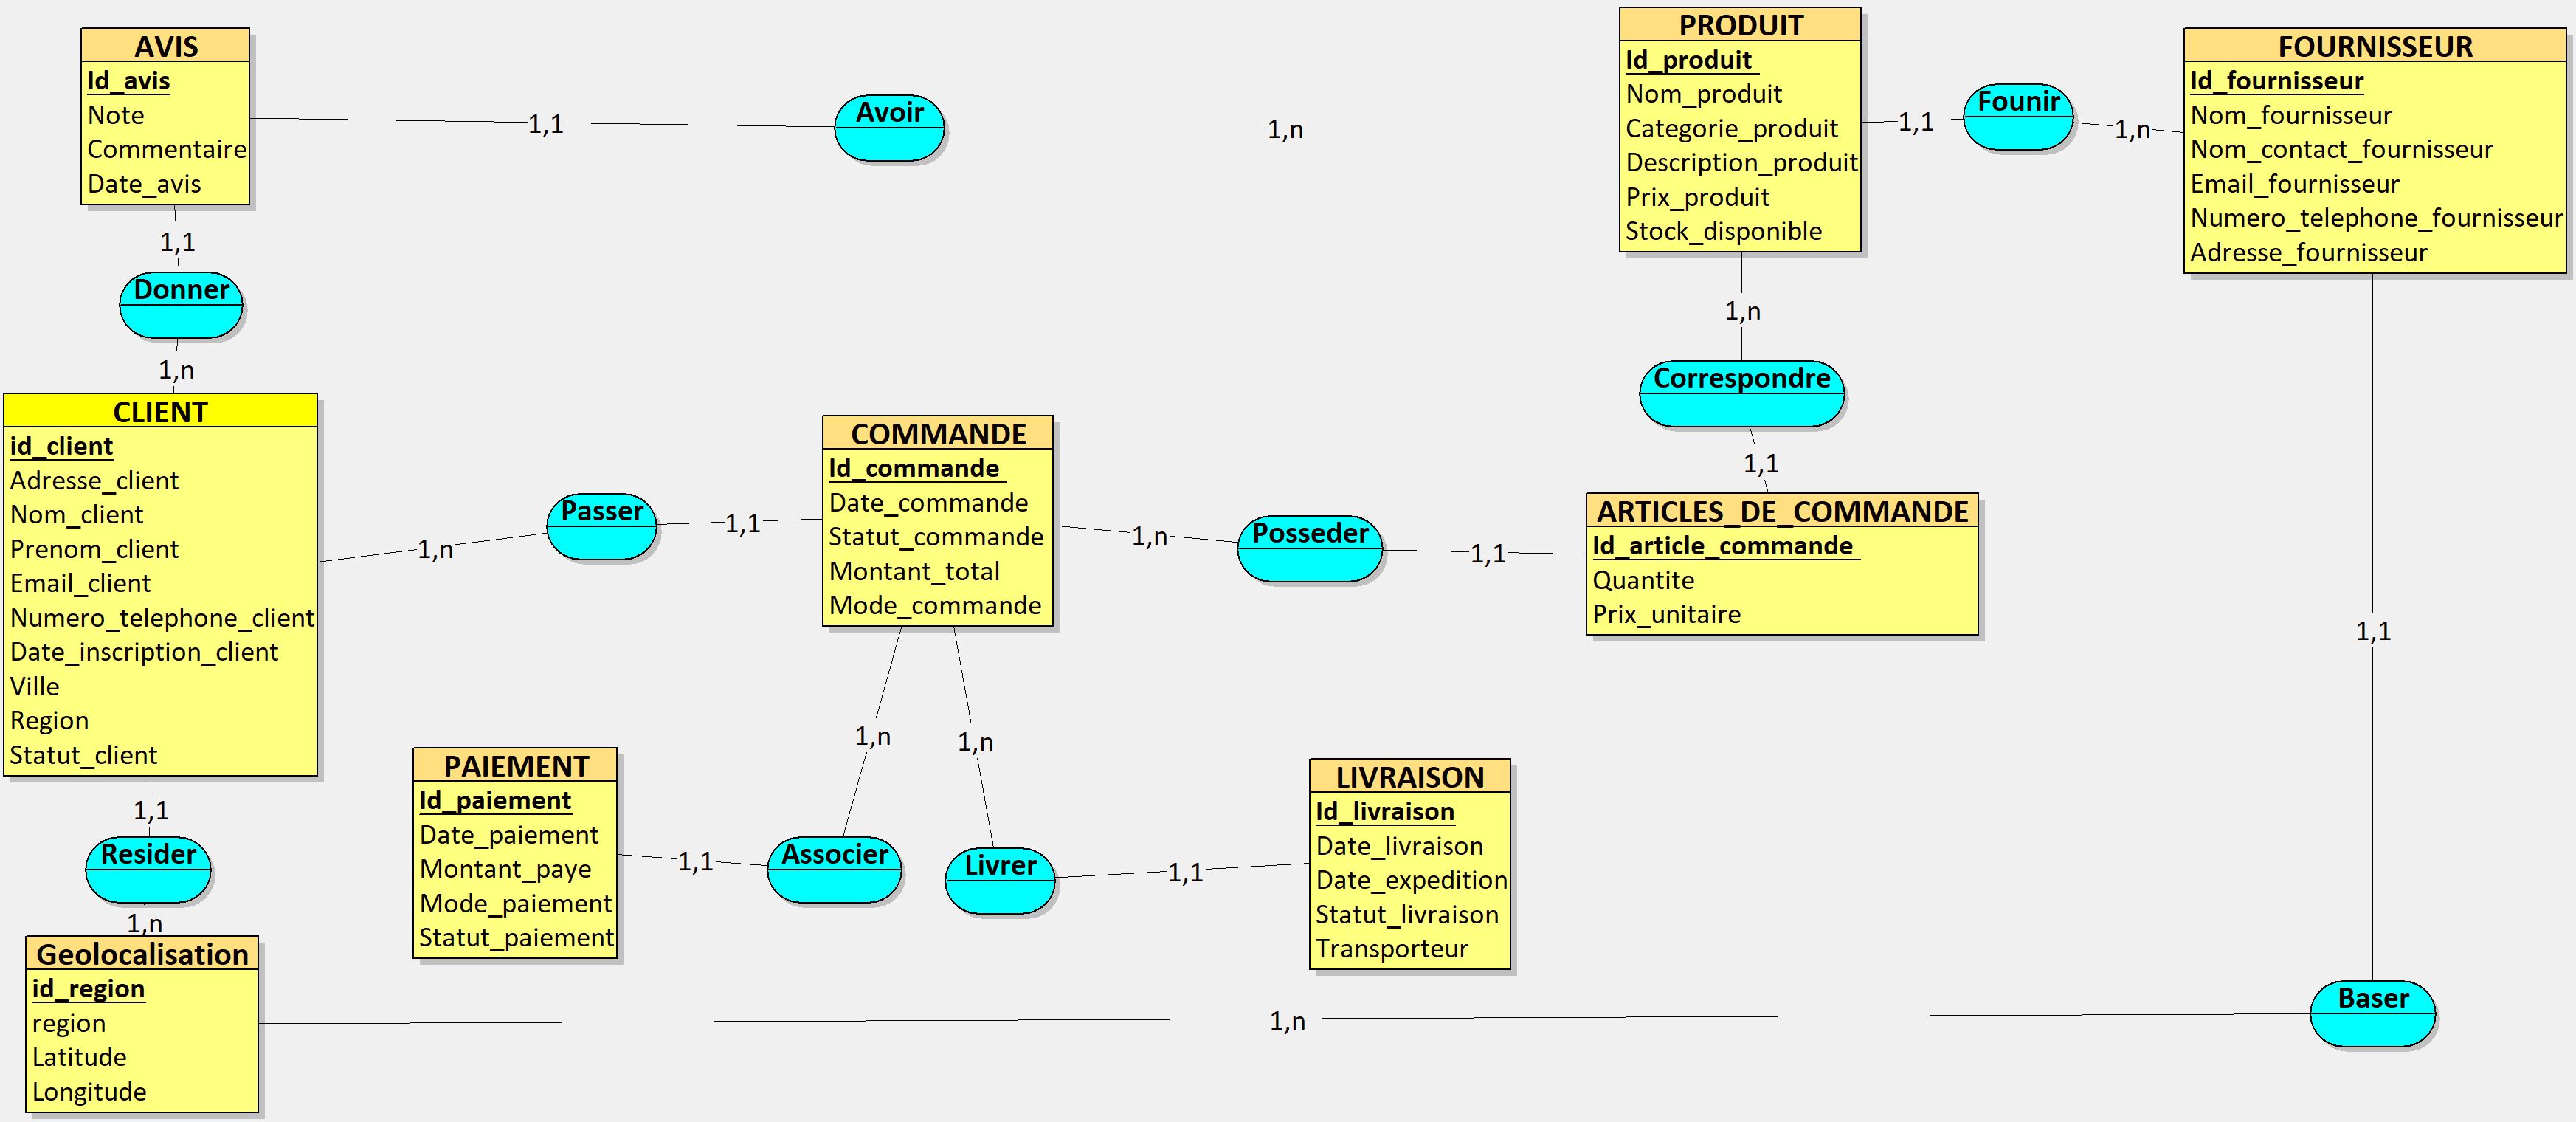 AVIS
Id_avis
Note
Commentaire
Date_avis
1,1
Avoir
1,n
PRODUIT
Id_produit
Nom_produit
Categorie_produit
Description_produit
Prix_produit
Stock_disponible
1,1
Founir
1,n
FOURNISSEUR
Id_fournisseur
Nom_fournisseur
Nom_contact_fournisseur
Email_fournisseur
Numero_telephone_fournisseur
Adresse_fournisseur
1,1
Donner
1,n
1,n
Correspondre
1,1
CLIENT
id_client
Adresse_client
Nom_client
Prenom_client
Email_client
Numero_telephone_client
Date_inscription_client
Ville
Region
Statut_client
1,n
Passer
1,1
COMMANDE
Id_commande
Date_commande
Statut_commande
Montant_total
Mode_commande
1,n
Posseder
1,1
ARTICLES_DE_COMMANDE
Id_article_commande
Quantite
Prix_unitaire
1,1
1,n
1,n
PAIEMENT
Id_paiement
Date_paiement
Montant_paye
Mode_paiement
Statut_paiement
1,1
Associer
Livrer
1,1
LIVRAISON
Id_livraison
Date_livraison
Date_expedition
Statut_livraison
Transporteur
1,1
Resider
1,n
Geolocalisation
id_region
region
Latitude
Longitude
1,n
Baser